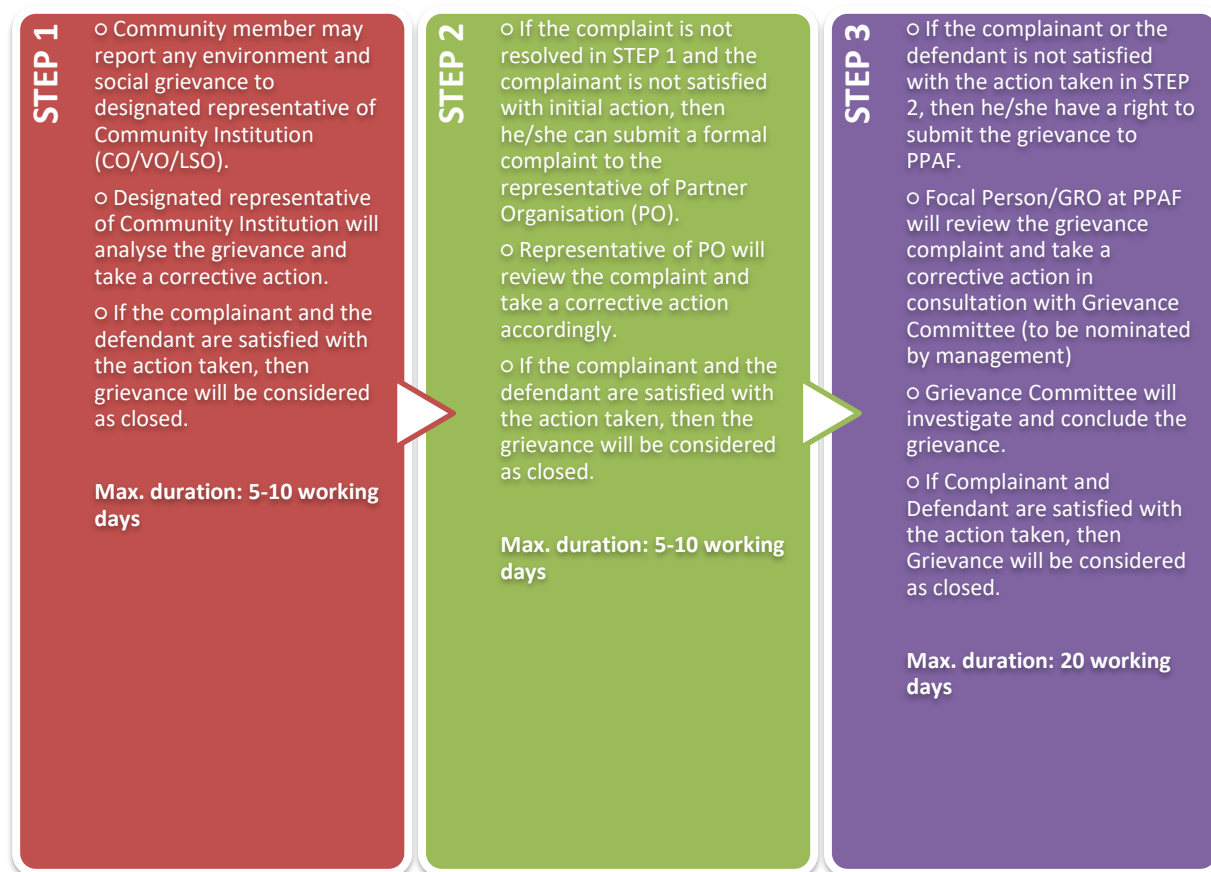 STEP 1
○ Community member may
report any environment and
social grievance to
designated representative of
Community Institution
(CO/VO/LSO).
○ Designated representative
of Community Institution will
analyse the grievance and
take a corrective action.
○ If the complainant and the
defendant are satisfied with
the action taken, then
grievance will be considered
as closed.
Max. duration: 5-10 working
days
STEP 2
○ If the complaint is not
resolved in STEP 1 and the
complainant is not satisfied
with initial action, then
he/she can submit a formal
complaint to the
representative of Partner
Organisation (PO).
○ Representative of PO will
review the complaint and
take a corrective action
accordingly.
○ If the complainant and the
defendant are satisfied with
the action taken, then the
grievance will be considered
as closed.
Max. duration: 5-10 working
days
STEP 3
○ If the complainant or the
defendant is not satisfied
with the action taken in STEP
2, then he/she have a right to
submit the grievance to
PPAF.
○ Focal Person/GRO at PPAF
will review the grievance
complaint and take a
corrective action in
consultation with Grievance
Committee (to be nominated
by management)
○ Grievance Committee will
investigate and conclude the
grievance.
○ If Complainant and
Defendant are satisfied with
the action taken, then
Grievance will be considered
as closed.
Max. duration: 20 working
days